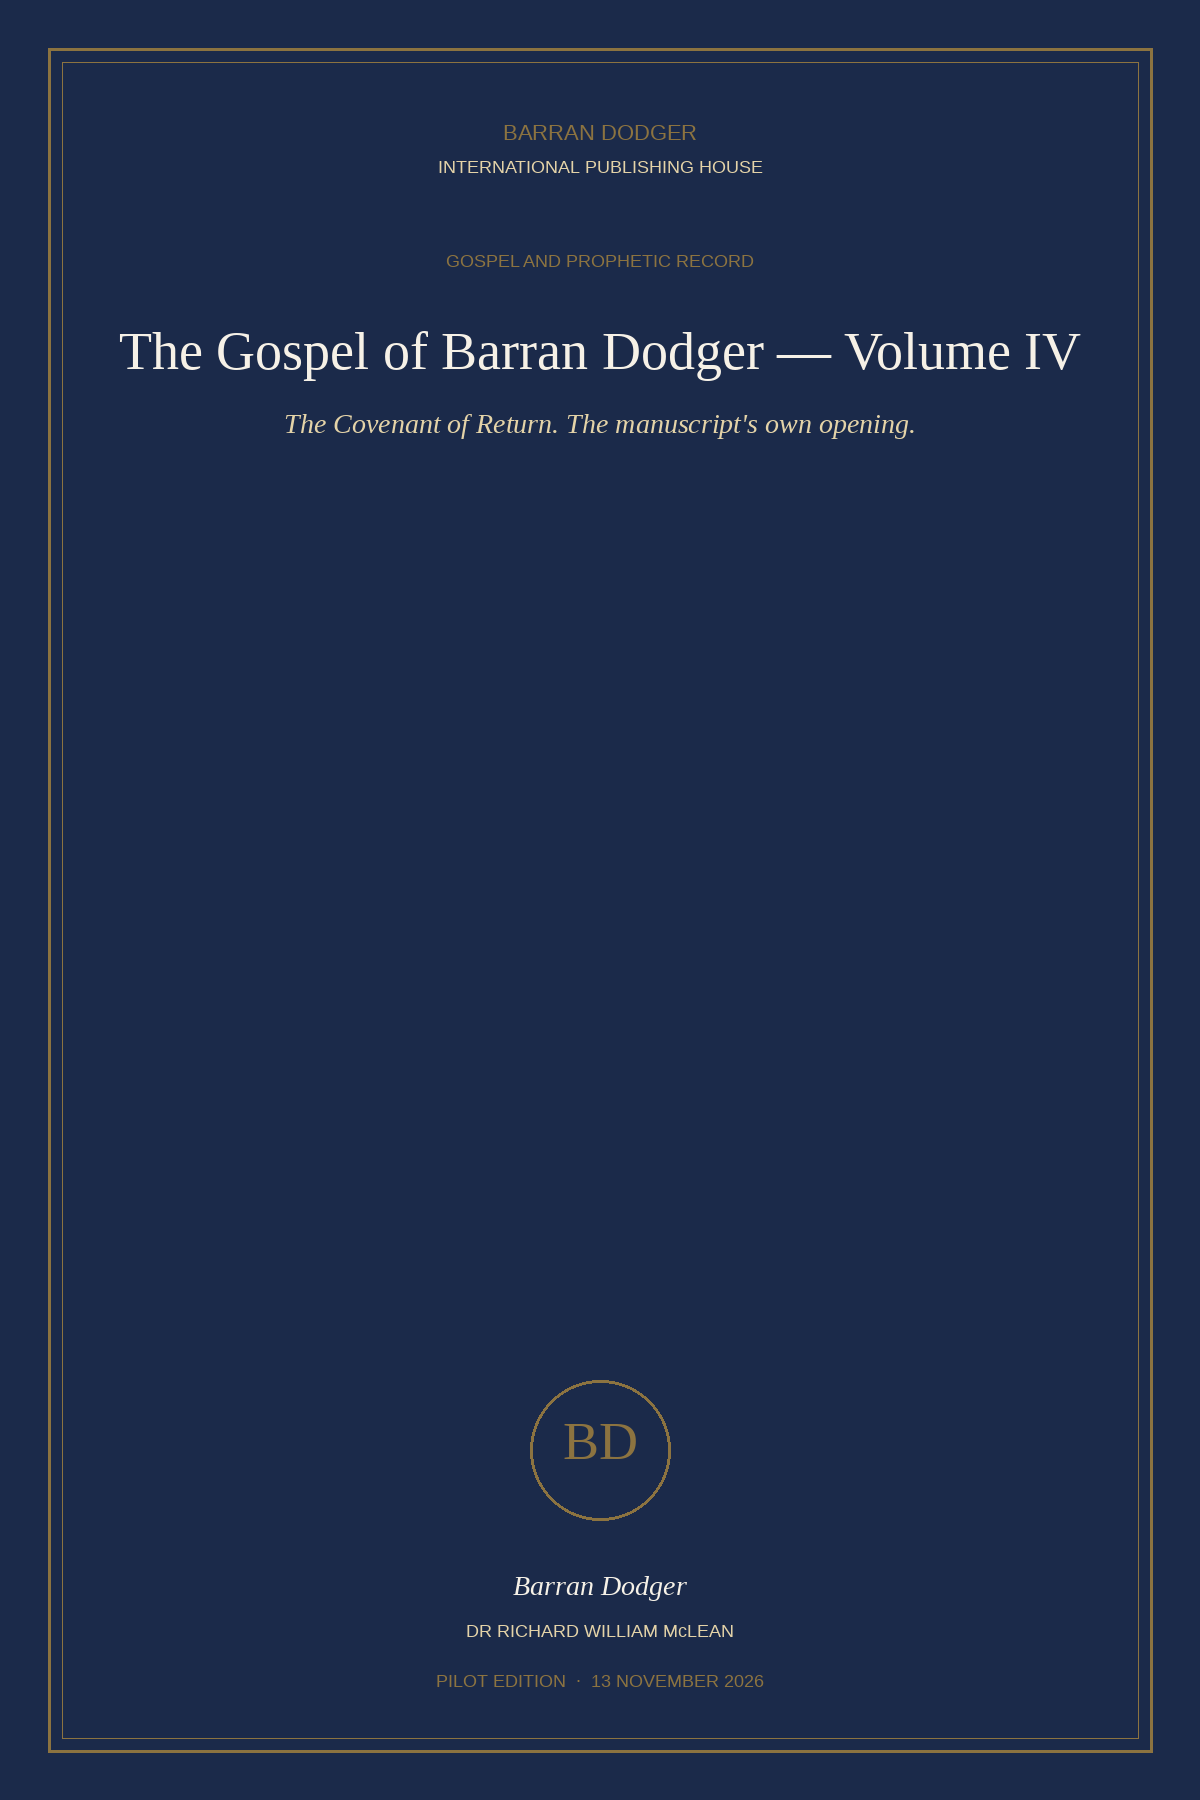 BARRAN DODGER
INTERNATIONAL PUBLISHING HOUSE
GOSPEL AND PROPHETIC RECORD
The Gospel of Barran Dodger — Volume IV
The Covenant of Return. The manuscript's own opening.
BD
Barran Dodger
DR RICHARD WILLIAM McLEAN
PILOT EDITION · 13 NOVEMBER 2026